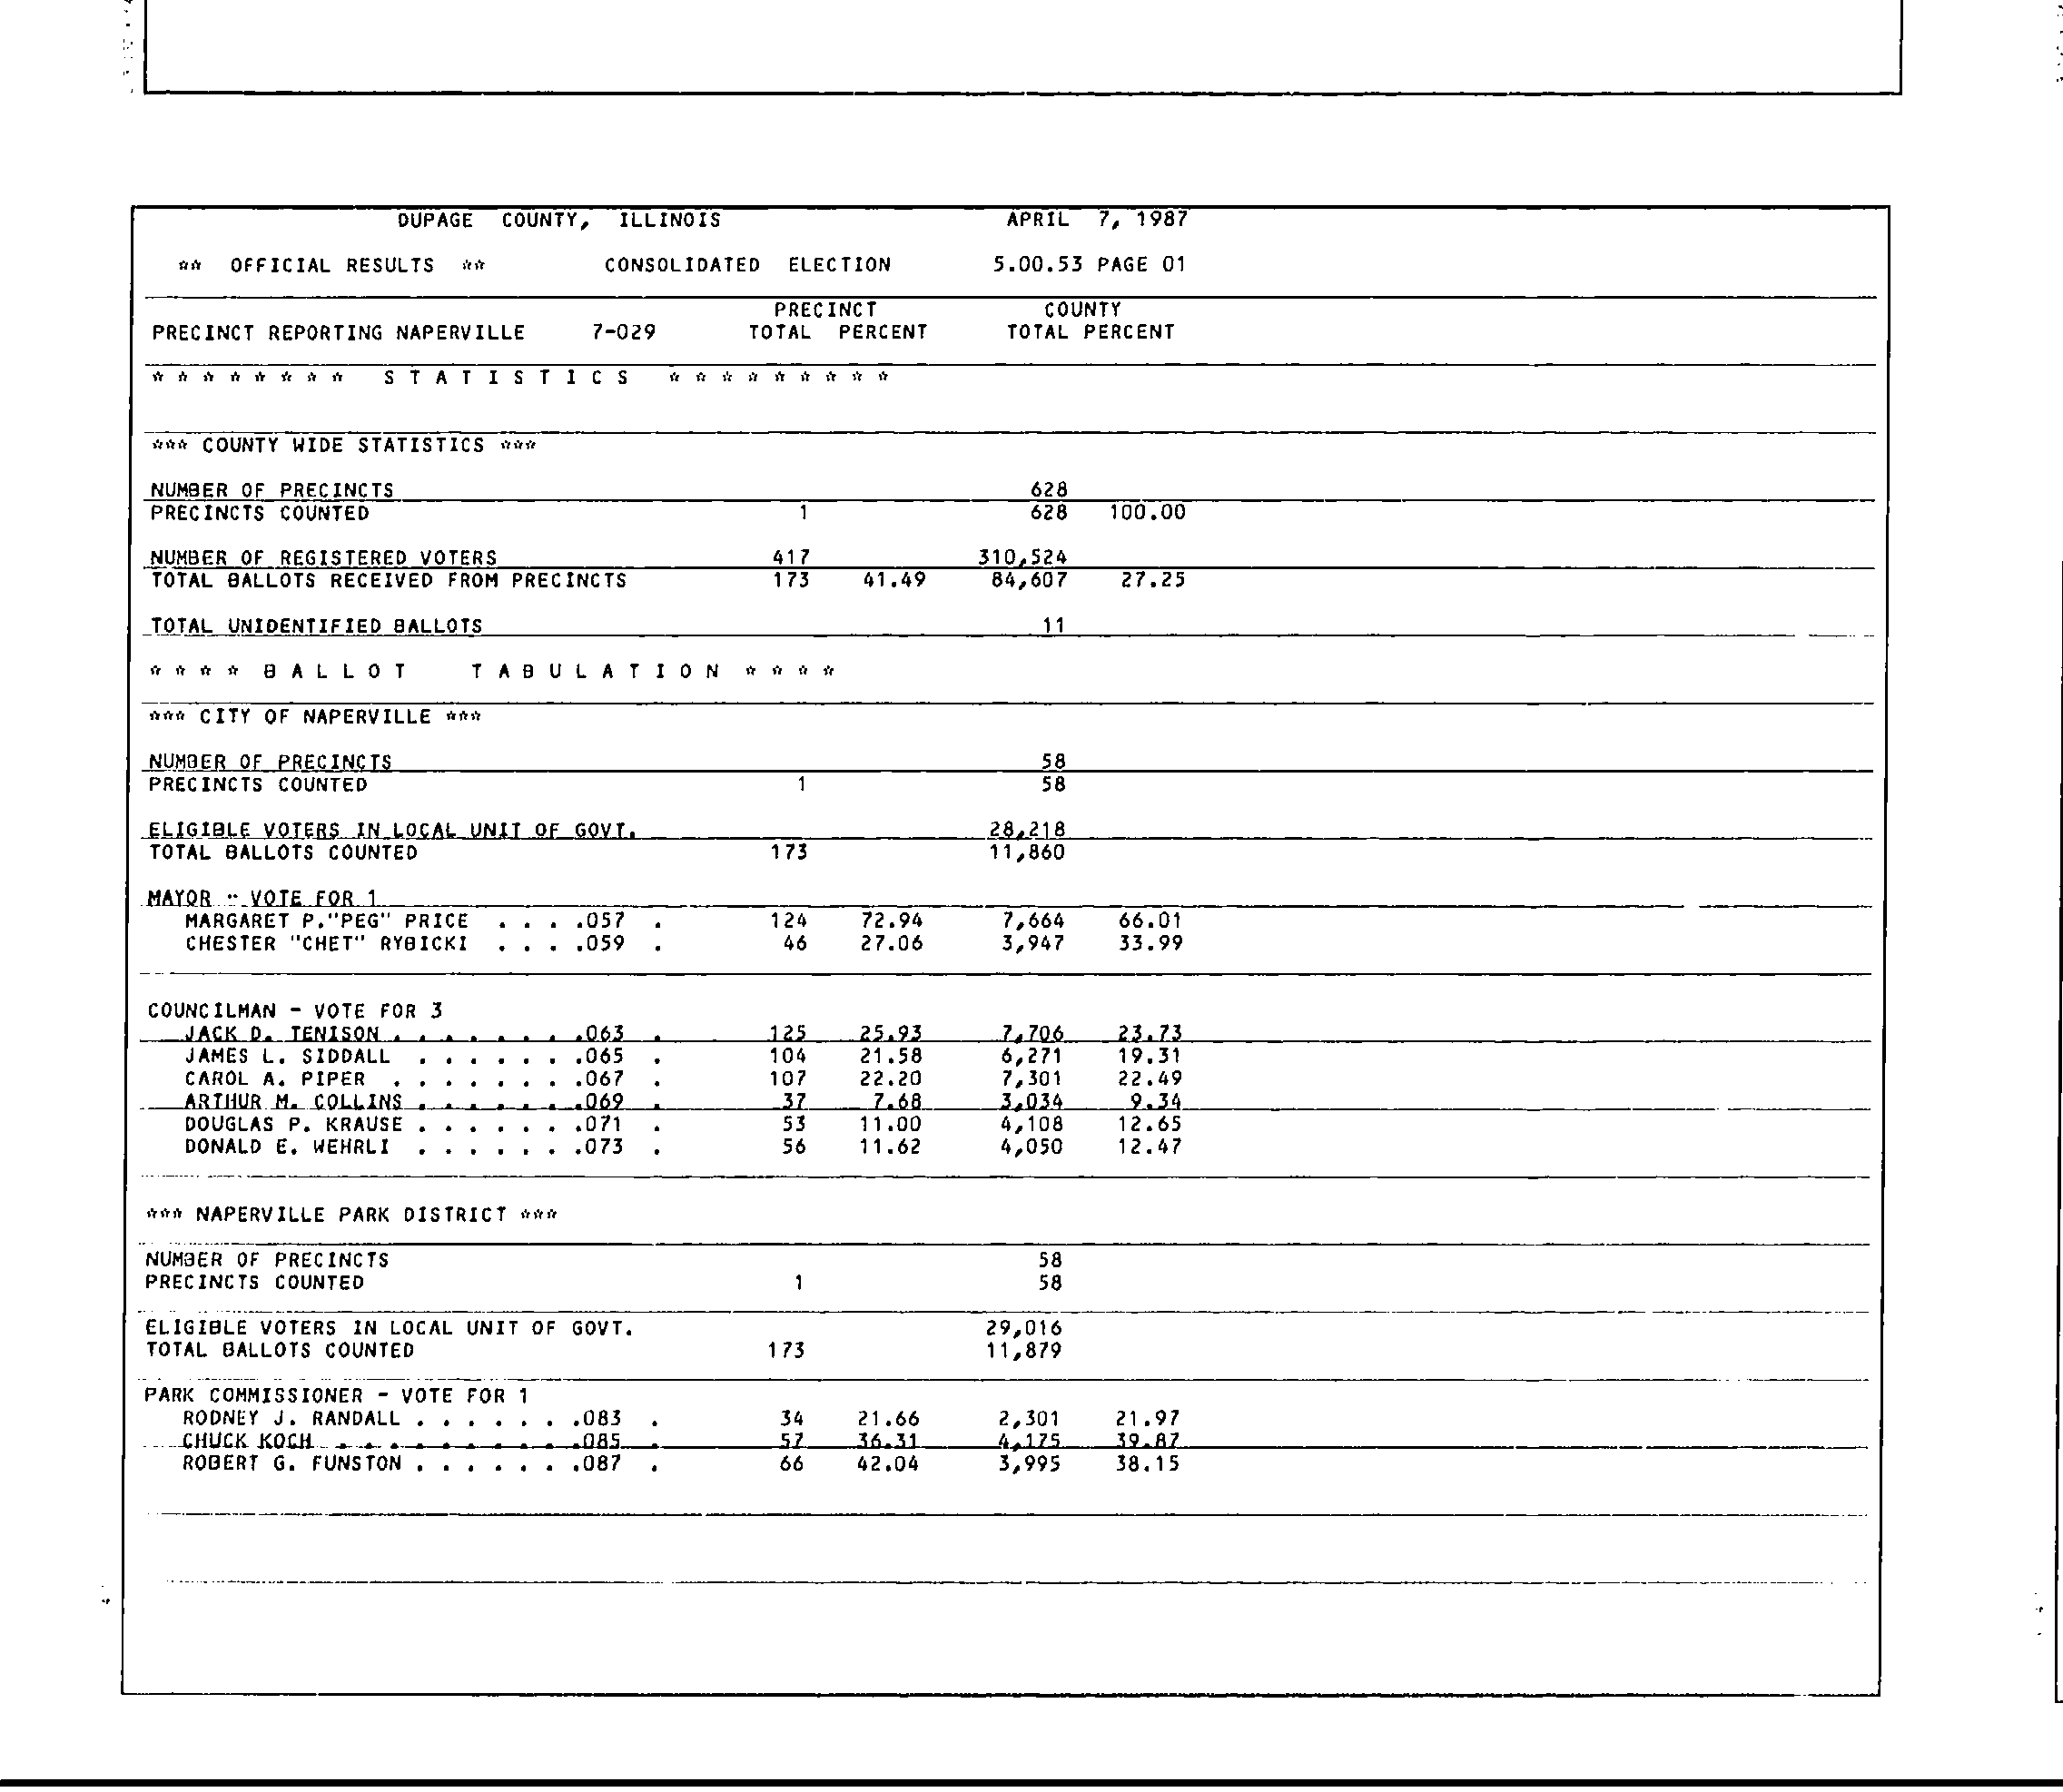 DUPAGE COUNTY, ILLINOIS APRIL 7, 1987
** OFFICIAL RESULTS ** CONSOLIDATED ELECTION 5.00.53 PAGE 01
PRECINCT COUNTY
PRECINCT REPORTING NAPERVILLE 7-029 TOTAL PERCENT TOTAL PERCENT
* * * * * * * * S T A T I S T I C S * * * * * * * * *
*** COUNTY WIDE STATISTICS ***
NUMBER OF PRECINCTS 628
PRECINCTS COUNTED 1 628 100.00
NUMBER OF REGISTERED VOTERS 417 310,524
TOTAL BALLOTS RECEIVED FROM PRECINCTS 173 41.49 84,607 27.25
TOTAL UNIDENTIFIED BALLOTS 11
* * * * B A L L O T T A B U L A T I O N * * * *
*** CITY OF NAPERVILLE ***
NUMBER OF PRECINCTS 58
PRECINCTS COUNTED 1 58
ELIGIBLE VOTERS IN LOCAL UNIT OF GOVT. 28,218
TOTAL BALLOTS COUNTED 173 11,860
MAYOR - VOTE FOR 1
MARGARET P."PEG" PRICE . . . .057 . 124 72.94 7,664 66.01
CHESTER "CHET" RYBICKI . . . .059 . 46 27.06 3,947 33.99
COUNCILMAN - VOTE FOR 3
JACK D. TENISON . . . . . . . .063 . 125 25.93 7,706 23.73
JAMES L. SIDDALL . . . . . . .065 . 104 21.58 6,271 19.31
CAROL A. PIPER . . . . . . . .067 . 107 22.20 7,301 22.49
ARTHUR M. COLLINS . . . . . . .069 . 37 7.68 3,034 9.34
DOUGLAS P. KRAUSE . . . . . . .071 . 53 11.00 4,108 12.65
DONALD E. WEHRLI . . . . . . .073 . 56 11.62 4,050 12.47
*** NAPERVILLE PARK DISTRICT ***
NUMBER OF PRECINCTS 58
PRECINCTS COUNTED 1 58
ELIGIBLE VOTERS IN LOCAL UNIT OF GOVT. 29,016
TOTAL BALLOTS COUNTED 173 11,879
PARK COMMISSIONER - VOTE FOR 1
RODNEY J. RANDALL . . . . . . .083 . 34 21.66 2,301 21.97
CHUCK KOCH . . . . . . . . . .085 . 57 36.31 4,175 39.87
ROBERT G. FUNSTON . . . . . . .087 . 66 42.04 3,995 38.15